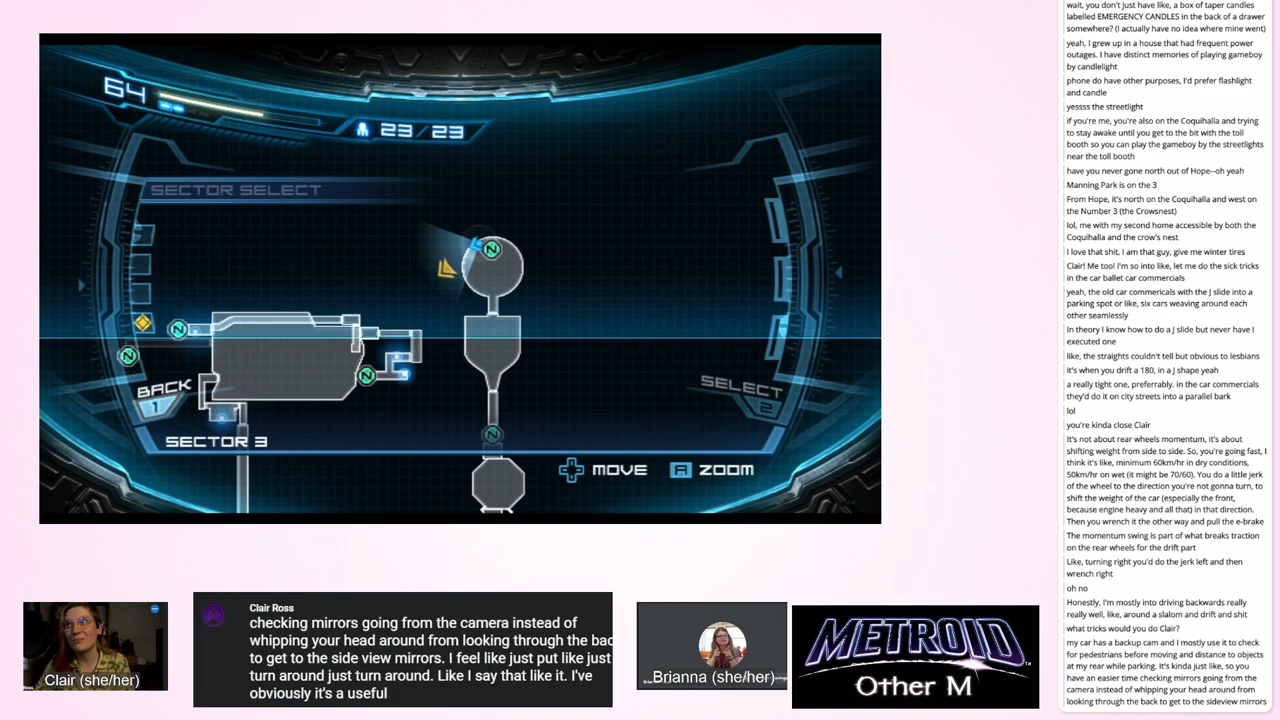 64
23/23
SECTOR SELECT
N
N
N
N
N
BACK
1
SELECT
2
SECTOR 3
MOVE
A ZOOM
Clair (she/her)
Clair Ross
checking mirrors going from the camera instead of
whipping your head around from looking through the bac
to get to the side view mirrors. I feel like just put like just
turn around just turn around. Like I say that like it. I've
obviously it's a useful
Brianna (she/her)
METROID
Other M
wait, you don't just have like, a box of taper candles
labelled EMERGENCY CANDLES in the back of a drawer
somewhere? (I actually have no idea where mine went)
yeah, I grew up in a house that had frequent power
outages. I have distinct memories of playing gameboy
by candlelight
phone do have other purposes, I'd prefer flashlight
and candle
yessss the streetlight
if you're me, you're also on the Coquihalla and trying
to stay awake until you get to the bit with the toll
booth so you can play the gameboy by the streetlights
near the toll booth
have you never gone north out of Hope--oh yeah
Manning Park is on the 3
From Hope, it's north on the Coquihalla and west on
the Number 3 (the Crowsnest)
lol, me with my second home accessible by both the
Coquihalla and the crow's nest
I love that shit, I am that guy, give me winter tires
Clair! Me too! I'm so into like, let me do the sick tricks
in the car ballet car commercials
yeah, the old car commericals with the J slide into a
parking spot or like, six cars weaving around each
other seamlessly
In theory I know how to do a J slide but never have I
executed one
like, the straights couldn't tell but obvious to lesbians
it's when you drift a 180, in a J shape yeah
a really tight one, preferrably. in the car commercials
they'd do it on city streets into a parallel bark
lol
you're kinda close Clair
It's not about rear wheels momentum, it's about
shifting weight from side to side. So, you're going fast, I
think it's like, minimum 60km/hr in dry conditions,
50km/hr on wet (it might be 70/60). You do a little jerk
of the wheel to the direction you're not gonna turn, to
shift the weight of the car (especially the front,
because engine heavy and all that) in that direction.
Then you wrench it the other way and pull the e-brake
The momentum swing is part of what breaks traction
on the rear wheels for the drift part
Like, turning right you'd do the jerk left and then
wrench right
oh no
Honestly, I'm mostly into driving backwards really
really well, like, around a slalom and drift and shit
what tricks would you do Clair?
my car has a backup cam and I mostly use it to check
for pedestrians before moving and distance to objects
at my rear while parking. It's kinda just like, so you
have an easier time checking mirrors going from the
camera instead of whipping your head around from
looking through the back to get to the sideview mirrors